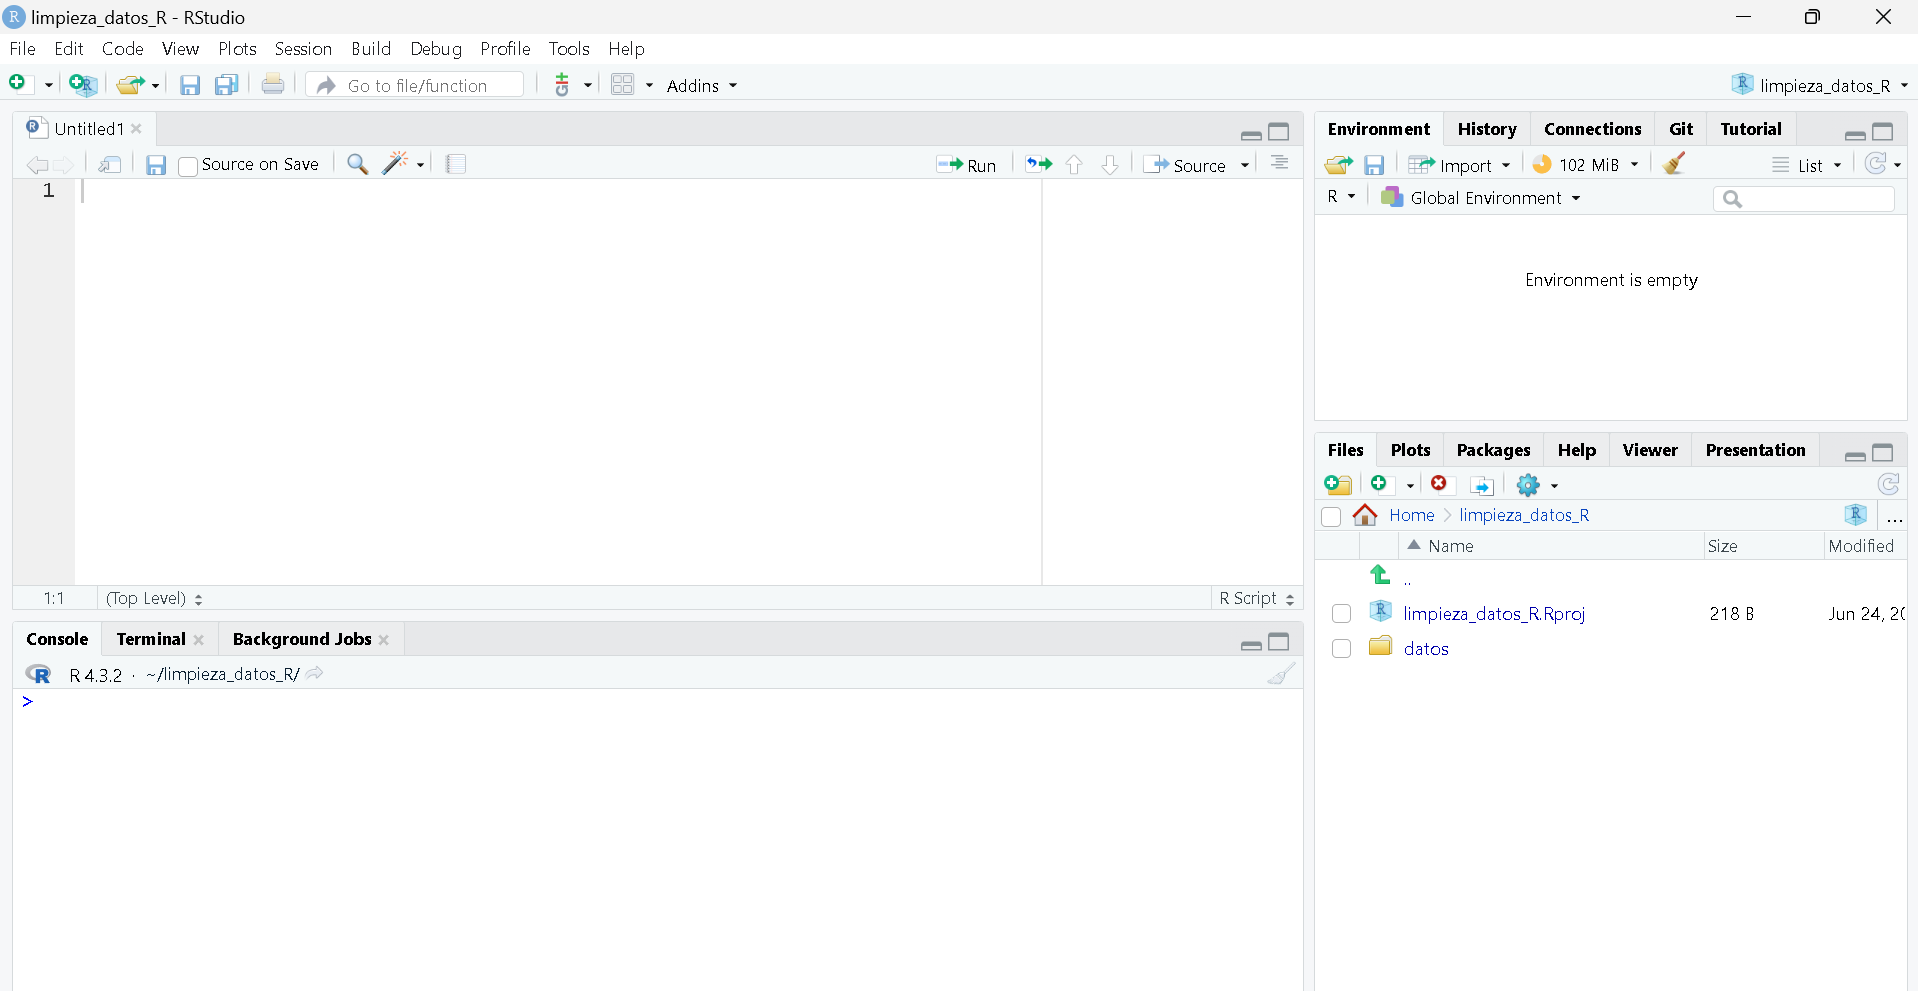 limpieza_datos_R - RStudio
File Edit Code View Plots Session Build Debug Profile Tools Help
Go to file/function Addins limpieza_datos_R
Untitled1
Source on Save Run Source
1
1:1 (Top Level) R Script
Console Terminal Background Jobs
R 4.3.2 · ~/limpieza_datos_R/
>
Environment History Connections Git Tutorial
Import 102 MiB List
R Global Environment
Environment is empty
Files Plots Packages Help Viewer Presentation
Home limpieza_datos_R ...
Name Size Modified
..
limpieza_datos_R.Rproj 218 B Jun 24, 20
datos